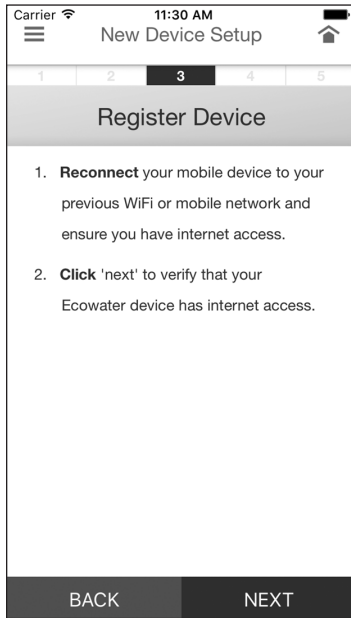 Carrier 11:30 AM
New Device Setup
1 2 3 4 5
Register Device
1. Reconnect your mobile device to your
previous WiFi or mobile network and
ensure you have internet access.
2. Click 'next' to verify that your
Ecowater device has internet access.
BACK NEXT